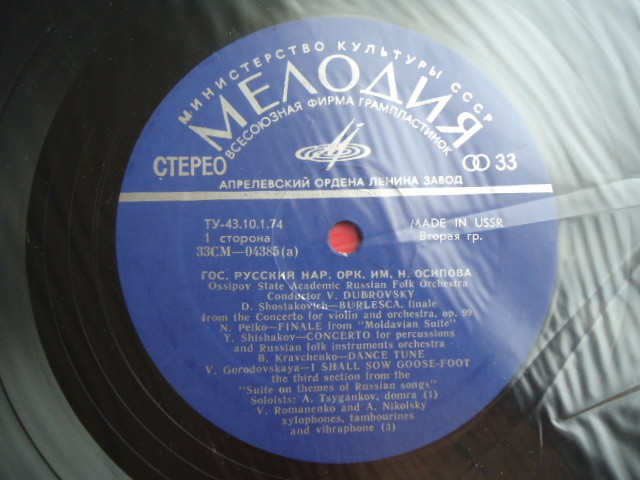 МИНИСТЕРСТВО КУЛЬТУРЫ СССР
МЕЛОДИЯ
ВСЕСОЮЗНАЯ ФИРМА ГРАМПЛАСТИНОК
СТЕРЕО
33
АПРЕЛЕВСКИЙ ОРДЕНА ЛЕНИНА ЗАВОД
ТУ-43.10.1.74
MADE IN USSR
1 сторона
Вторая гр.
33СМ—04385(а)
ГОС. РУССКИЙ НАР. ОРК. ИМ. Н. ОСИПОВА
Ossipov State Academic Russian Folk Orchestra
Conductor V. DUBROVSKY
D. Shostakovich—BURLESCA, finale
from the Concerto for violin and orchestra, op. 99
N. Peiko—FINALE from "Moldavian Suite"
Y. Shishakov—CONCERTO for percussions
and Russian folk instruments orchestra
B. Kravchenko—DANCE TUNE
V. Gorodovskaya—I SHALL SOW GOOSE-FOOT
the third section from the
"Suite on themes of Russian songs"
Soloists: A. Tsygankov, domra (1)
V. Romanenko and A. Nikolsky
xylophones, tambourines
and vibraphone (3)